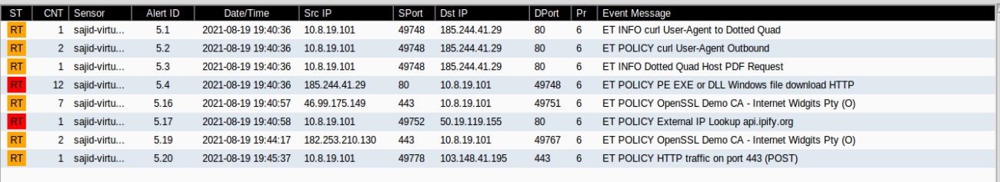 ST CNT Sensor Alert ID Date/Time Src IP SPort Dst IP DPort Pr Event Message
RT 1 sajid-virtu... 5.1 2021-08-19 19:40:36 10.8.19.101 49748 185.244.41.29 80 6 ET INFO curl User-Agent to Dotted Quad
RT 2 sajid-virtu... 5.2 2021-08-19 19:40:36 10.8.19.101 49748 185.244.41.29 80 6 ET POLICY curl User-Agent Outbound
RT 1 sajid-virtu... 5.3 2021-08-19 19:40:36 10.8.19.101 49748 185.244.41.29 80 6 ET INFO Dotted Quad Host PDF Request
RT 12 sajid-virtu... 5.4 2021-08-19 19:40:36 185.244.41.29 80 10.8.19.101 49748 6 ET POLICY PE EXE or DLL Windows file download HTTP
RT 7 sajid-virtu... 5.16 2021-08-19 19:40:57 46.99.175.149 443 10.8.19.101 49751 6 ET POLICY OpenSSL Demo CA - Internet Widgits Pty (O)
RT 1 sajid-virtu... 5.17 2021-08-19 19:40:58 10.8.19.101 49752 50.19.119.155 80 6 ET POLICY External IP Lookup api.ipify.org
RT 2 sajid-virtu... 5.19 2021-08-19 19:44:17 182.253.210.130 443 10.8.19.101 49767 6 ET POLICY OpenSSL Demo CA - Internet Widgits Pty (O)
RT 1 sajid-virtu... 5.20 2021-08-19 19:45:37 10.8.19.101 49778 103.148.41.195 443 6 ET POLICY HTTP traffic on port 443 (POST)